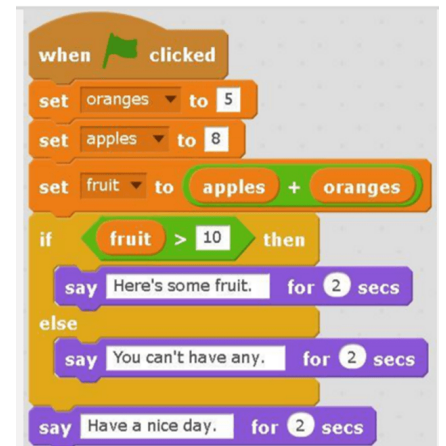 when clicked
set oranges to 5
set apples to 8
set fruit to apples + oranges
if fruit > 10 then
say Here's some fruit. for 2 secs
else
say You can't have any. for 2 secs
say Have a nice day. for 2 secs